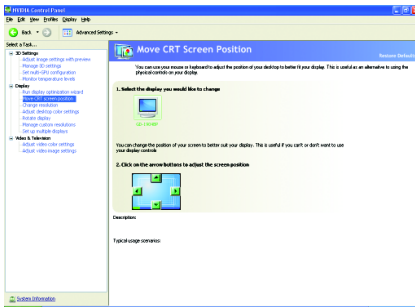 NVIDIA Control Panel
File Edit View Profiles Display Help
Back Advanced Settings
Select a Task...
3D Settings
Adjust image settings with preview
Manage 3D settings
Set multi-GPU configuration
Monitor temperature levels
Display
Run display optimization wizard
Move CRT screen position
Change resolution
Adjust desktop color settings
Rotate display
Manage custom resolutions
Set up multiple displays
Video & Television
Adjust video color settings
Adjust video image settings
System Information
Move CRT Screen Position
Restore Defaults
You can use your mouse or keyboard to adjust the position of your desktop to better fit your display. This is useful as an alternative to using the
physical controls on your display.
1. Select the display you would like to change
You can change the position of your screen to better suit your display. This is useful if you can't or don't want to use
your display controls
2. Click on the arrow buttons to adjust the screen position
Description:
Typical usage scenarios: